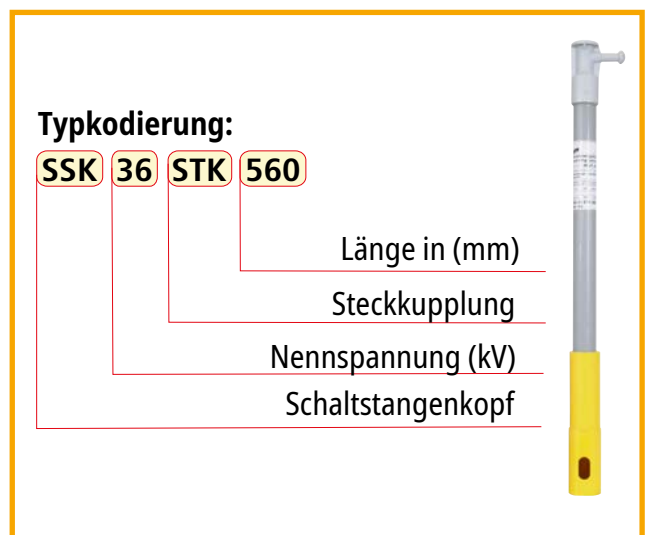 Typkodierung:
SSK 36 STK 560
Länge in (mm)
Steckkupplung
Nennspannung (kV)
Schaltstangenkopf